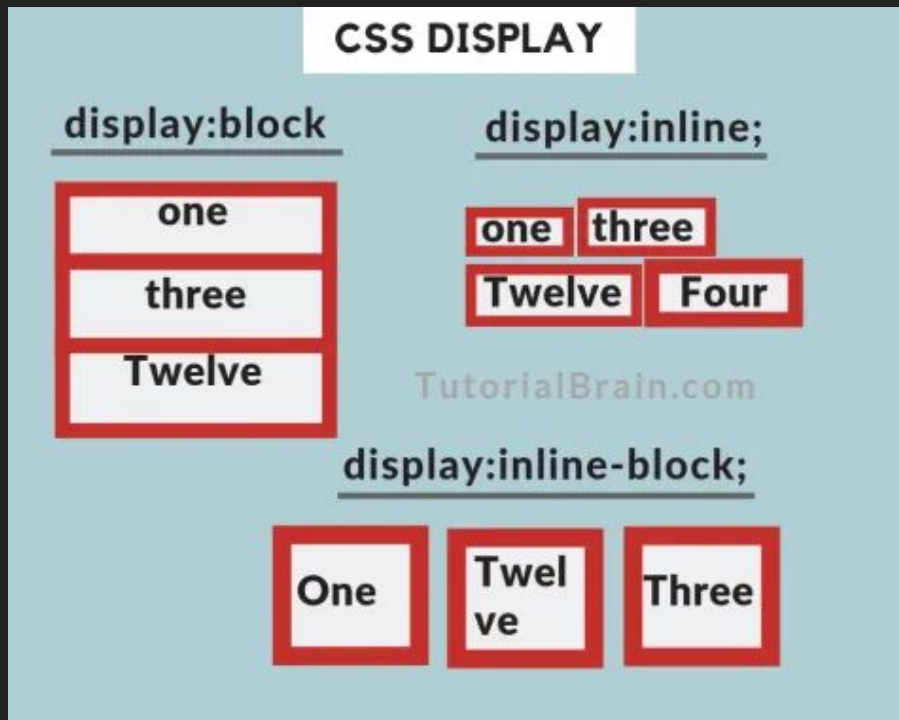 CSS DISPLAY
display:block
one
three
Twelve
display:inline;
one three
Twelve Four
TutorialBrain.com
display:inline-block;
One
Twel
ve
Three